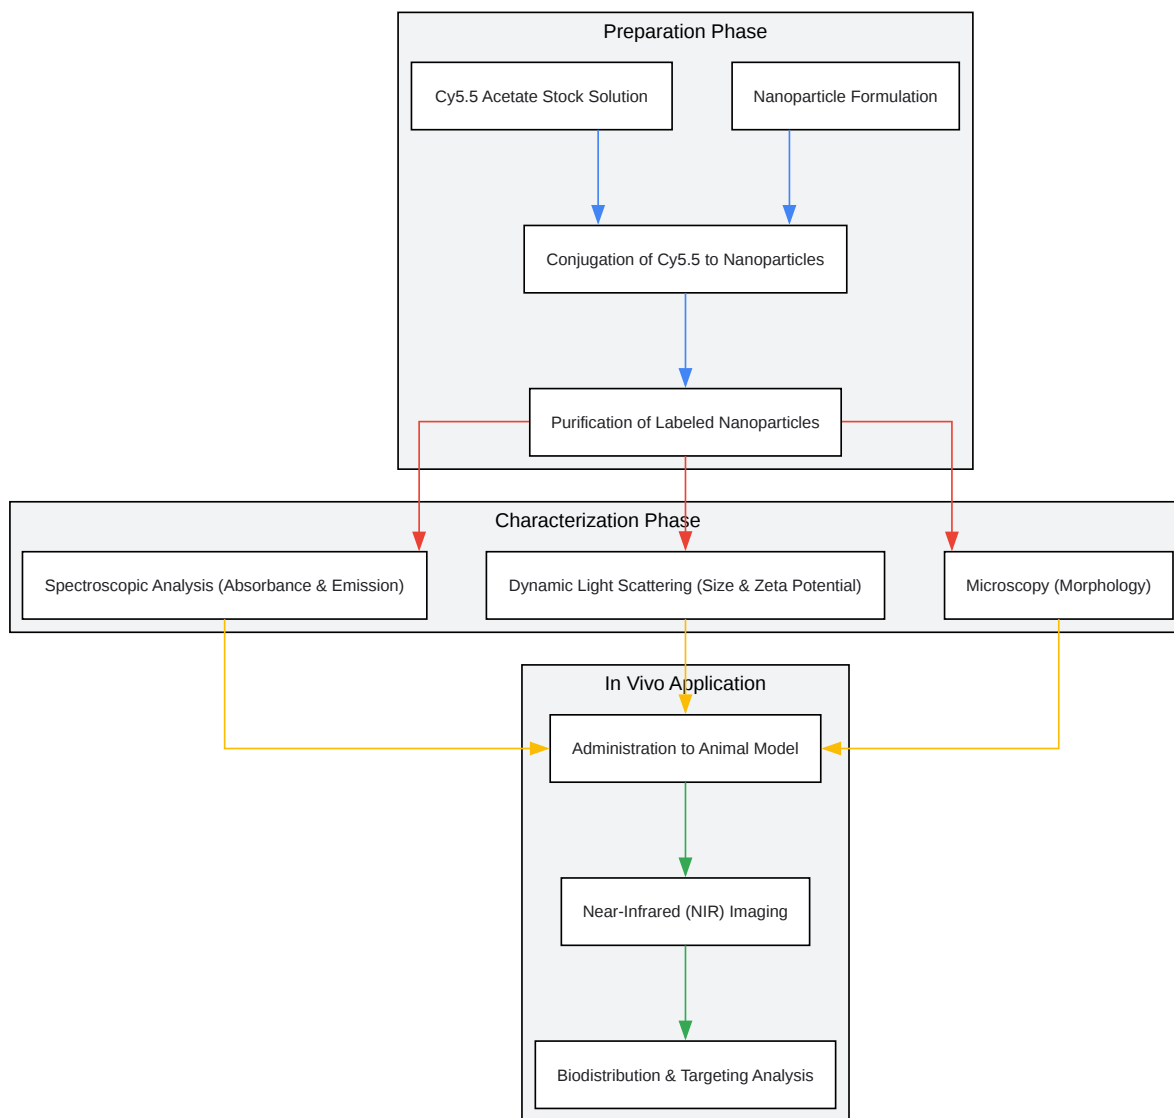 Preparation Phase
Cy5.5 Acetate Stock Solution
Nanoparticle Formulation
Conjugation of Cy5.5 to Nanoparticles
Purification of Labeled Nanoparticles
Characterization Phase
Spectroscopic Analysis (Absorbance & Emission)
Dynamic Light Scattering (Size & Zeta Potential)
Microscopy (Morphology)
In Vivo Application
Administration to Animal Model
Near-Infrared (NIR) Imaging
Biodistribution & Targeting Analysis